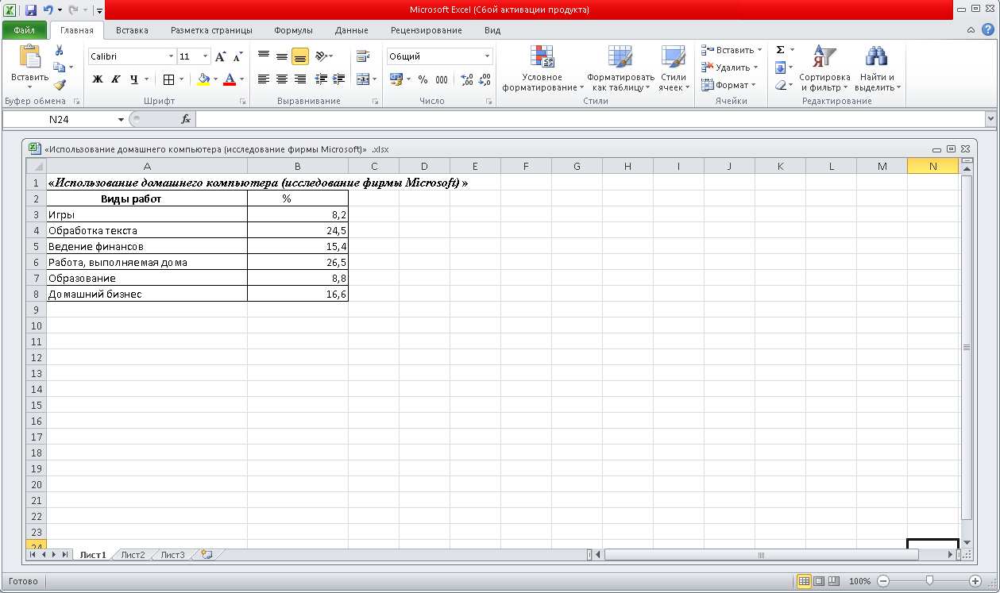 Microsoft Excel (Сбой активации продукта)
Файл Главная Вставка Разметка страницы Формулы Данные Рецензирование Вид
Вставить
Буфер обмена
Calibri 11
Ж К Ч А
Шрифт
Выравнивание
Общий
% 000
Число
Условное форматирование
Форматировать как таблицу
Стили ячеек
Стили
Вставить
Удалить
Формат
Ячейки
Σ
Сортировка и фильтр
Найти и выделить
Редактирование
N24 fx
«Использование домашнего компьютера (исследование фирмы Microsoft)» .xlsx
A B C D E F G H I J K L M N
1 «Использование домашнего компьютера (исследование фирмы Microsoft) »
2 Виды работ %
3 Игры 8,2
4 Обработка текста 24,5
5 Ведение финансов 15,4
6 Работа, выполняемая дома 26,5
7 Образование 8,8
8 Домашний бизнес 16,6
9
10
11
12
13
14
15
16
17
18
19
20
21
22
23
24
Лист1 Лист2 Лист3
Готово 100%